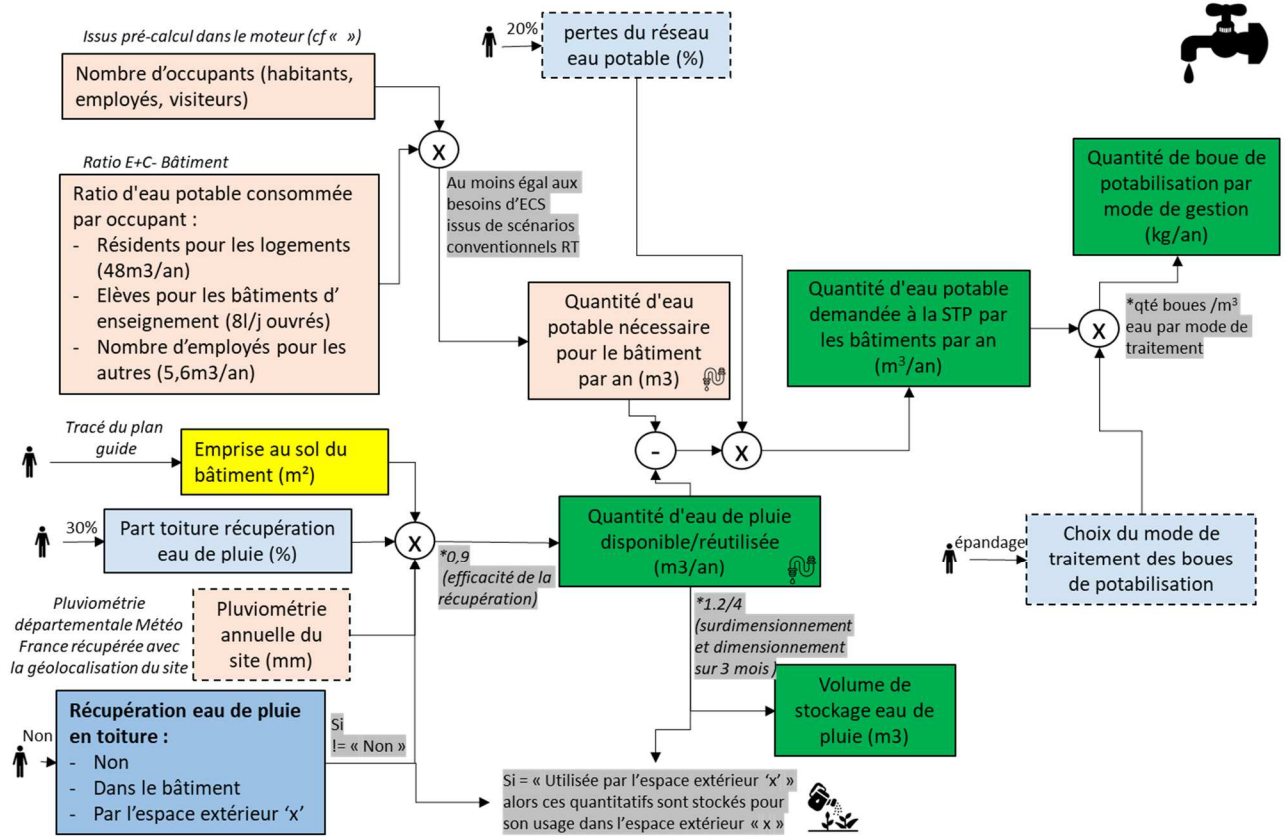 Issus pré-calcul dans le moteur (cf «  »)
Nombre d’occupants (habitants,
employés, visiteurs)
20%
pertes du réseau
eau potable (%)
X
Ratio E+C- Bâtiment
Ratio d'eau potable consommée
par occupant :
- Résidents pour les logements
(48m3/an)
- Elèves pour les bâtiments d’
enseignement (8l/j ouvrés)
- Nombre d’employés pour les
autres (5,6m3/an)
Au moins égal aux
besoins d’ECS
issus de scénarios
conventionnels RT
Quantité de boue de
potabilisation par
mode de gestion
(kg/an)
Quantité d'eau
potable nécessaire
pour le bâtiment
par an (m3)
Quantité d'eau potable
demandée à la STP par
les bâtiments par an
(m³/an)
X
*qté boues /m³
eau par mode de
traitement
Tracé du plan
guide
Emprise au sol du
bâtiment (m²)
-
X
30%
Part toiture récupération
eau de pluie (%)
X
*0,9
(efficacité de la
récupération)
Quantité d'eau de pluie
disponible/réutilisée
(m3/an)
épandage
Choix du mode de
traitement des boues
de potabilisation
Pluviométrie
départementale Météo
France récupérée avec
la géolocalisation du site
Pluviométrie
annuelle du
site (mm)
*1.2/4
(surdimensionnement
et dimensionnement
sur 3 mois)
Volume de
stockage eau de
pluie (m3)
Non
Récupération eau de pluie
en toiture :
- Non
- Dans le bâtiment
- Par l’espace extérieur ‘x’
Si
!= « Non »
Si = « Utilisée par l’espace extérieur ‘x’ »
alors ces quantitatifs sont stockés pour
son usage dans l’espace extérieur « x »